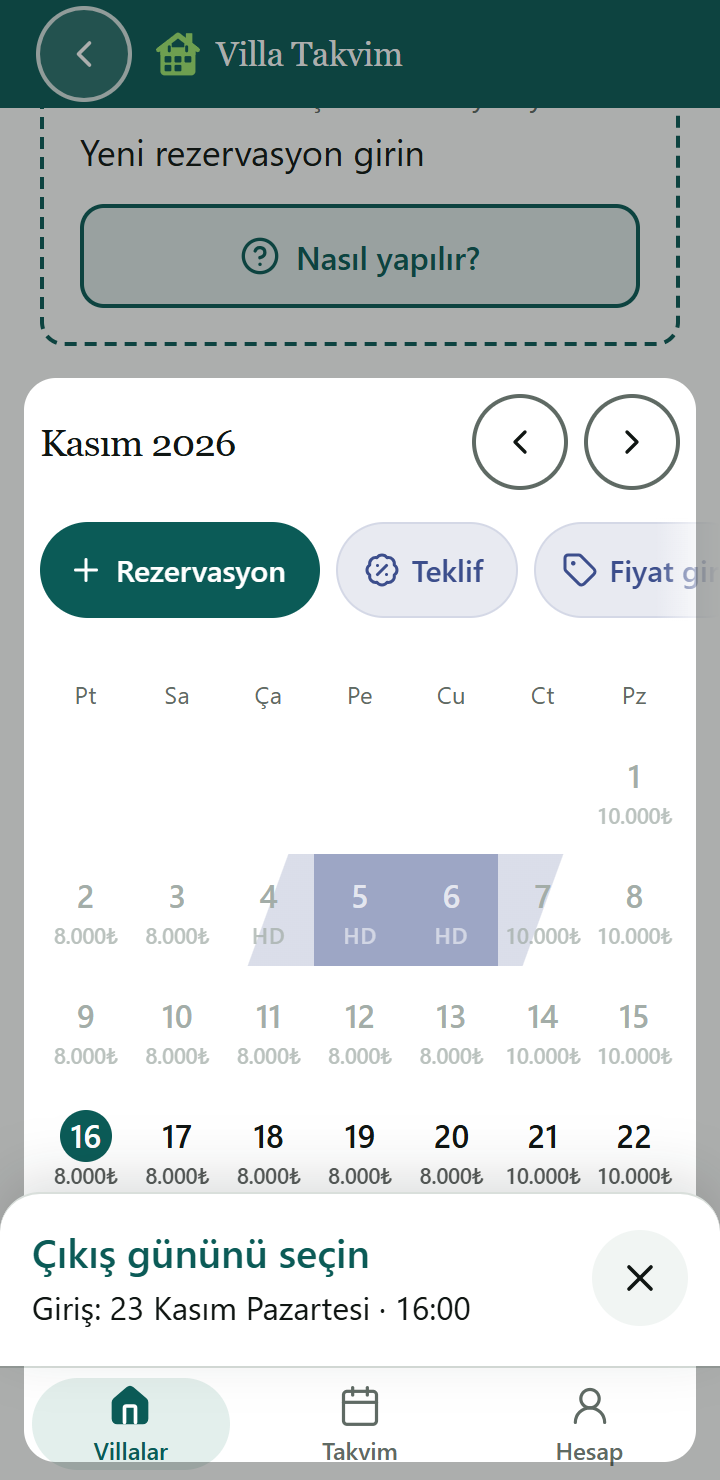 Villa Takvim
Yeni rezervasyon girin
Nasıl yapılır?
Kasım 2026
Rezervasyon
Teklif
Fiyat gir
Pt Sa Ça Pe Cu Ct Pz
1
10.000₺
2 3 4 5 6 7 8
8.000₺ 8.000₺ HD HD HD 10.000₺ 10.000₺
9 10 11 12 13 14 15
8.000₺ 8.000₺ 8.000₺ 8.000₺ 8.000₺ 10.000₺ 10.000₺
16 17 18 19 20 21 22
8.000₺ 8.000₺ 8.000₺ 8.000₺ 8.000₺ 10.000₺ 10.000₺
Çıkış gününü seçin
Giriş: 23 Kasım Pazartesi · 16:00
Villalar Takvim Hesap